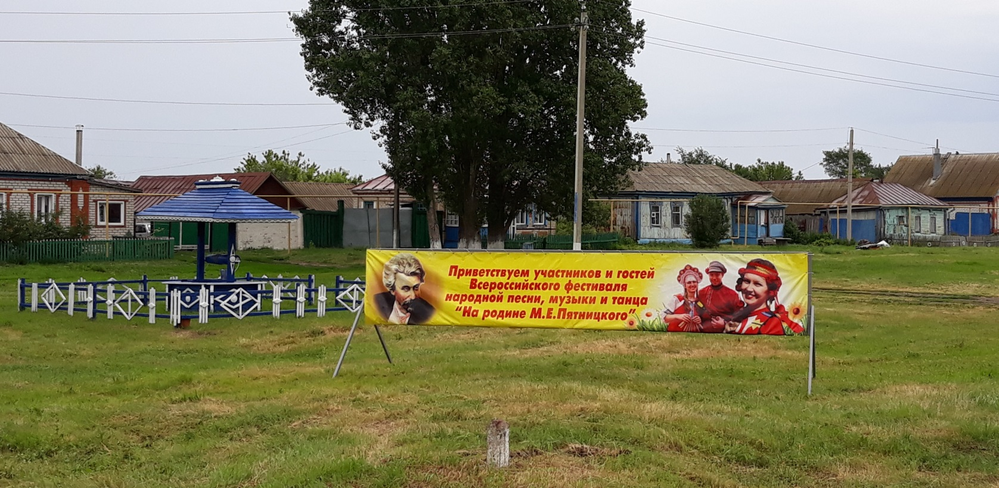 Приветствуем участников и гостей
Всероссийского фестиваля
народной песни, музыки и танца
"На родине М.Е.Пятницкого"